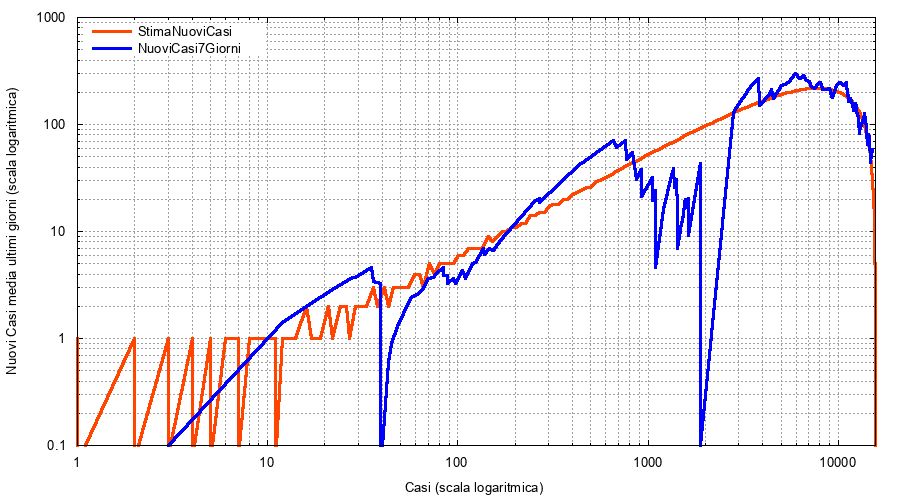 1000
100
10
1
0.1
StimaNuoviCasi
NuoviCasi7Giorni
Nuovi Casi media ultimi giorni (scala logaritmica)
1 10 100 1000 10000
Casi (scala logaritmica)